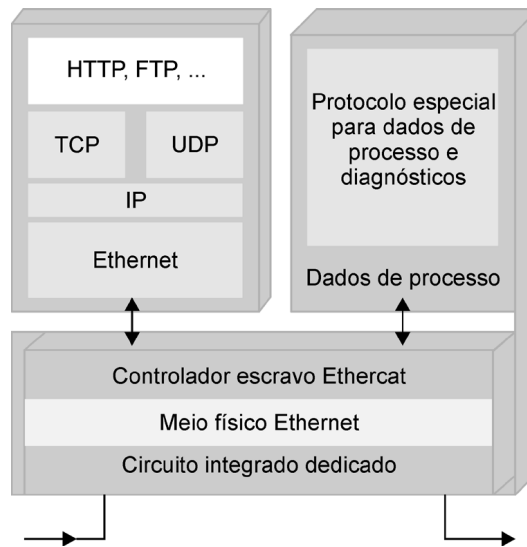 HTTP, FTP, ...
TCP
UDP
IP
Ethernet
Protocolo especial
para dados de
processo e
diagnósticos
Dados de processo
Controlador escravo Ethercat
Meio físico Ethernet
Circuito integrado dedicado